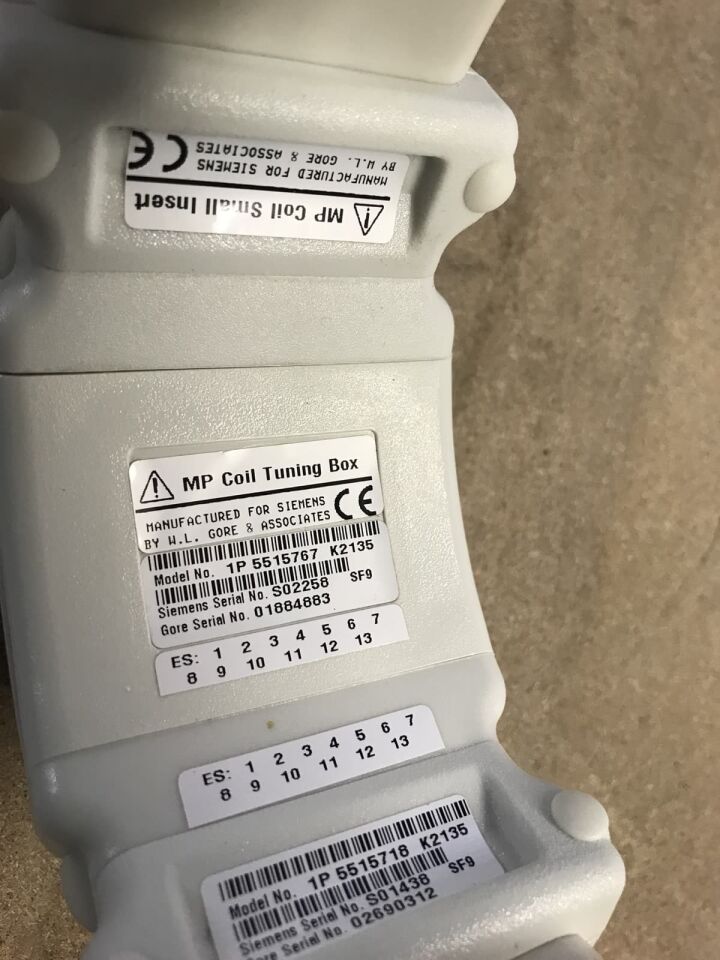 MP Coil Small Insert
MANUFACTURED FOR SIEMENS
BY W.L. GORE & ASSOCIATES CE
MP Coil Tuning Box
MANUFACTURED FOR SIEMENS
BY W.L. GORE & ASSOCIATES CE
Model No. 1P 5515767 K2135
Siemens Serial No. S02258 SF9
Gore Serial No. 01884883
ES: 1 2 3 4 5 6 7
8 9 10 11 12 13
ES: 1 2 3 4 5 6 7
8 9 10 11 12 13
Model No. 1P 5515718 K2135
Siemens Serial No. S01438 SF9
Gore Serial No. 02690312